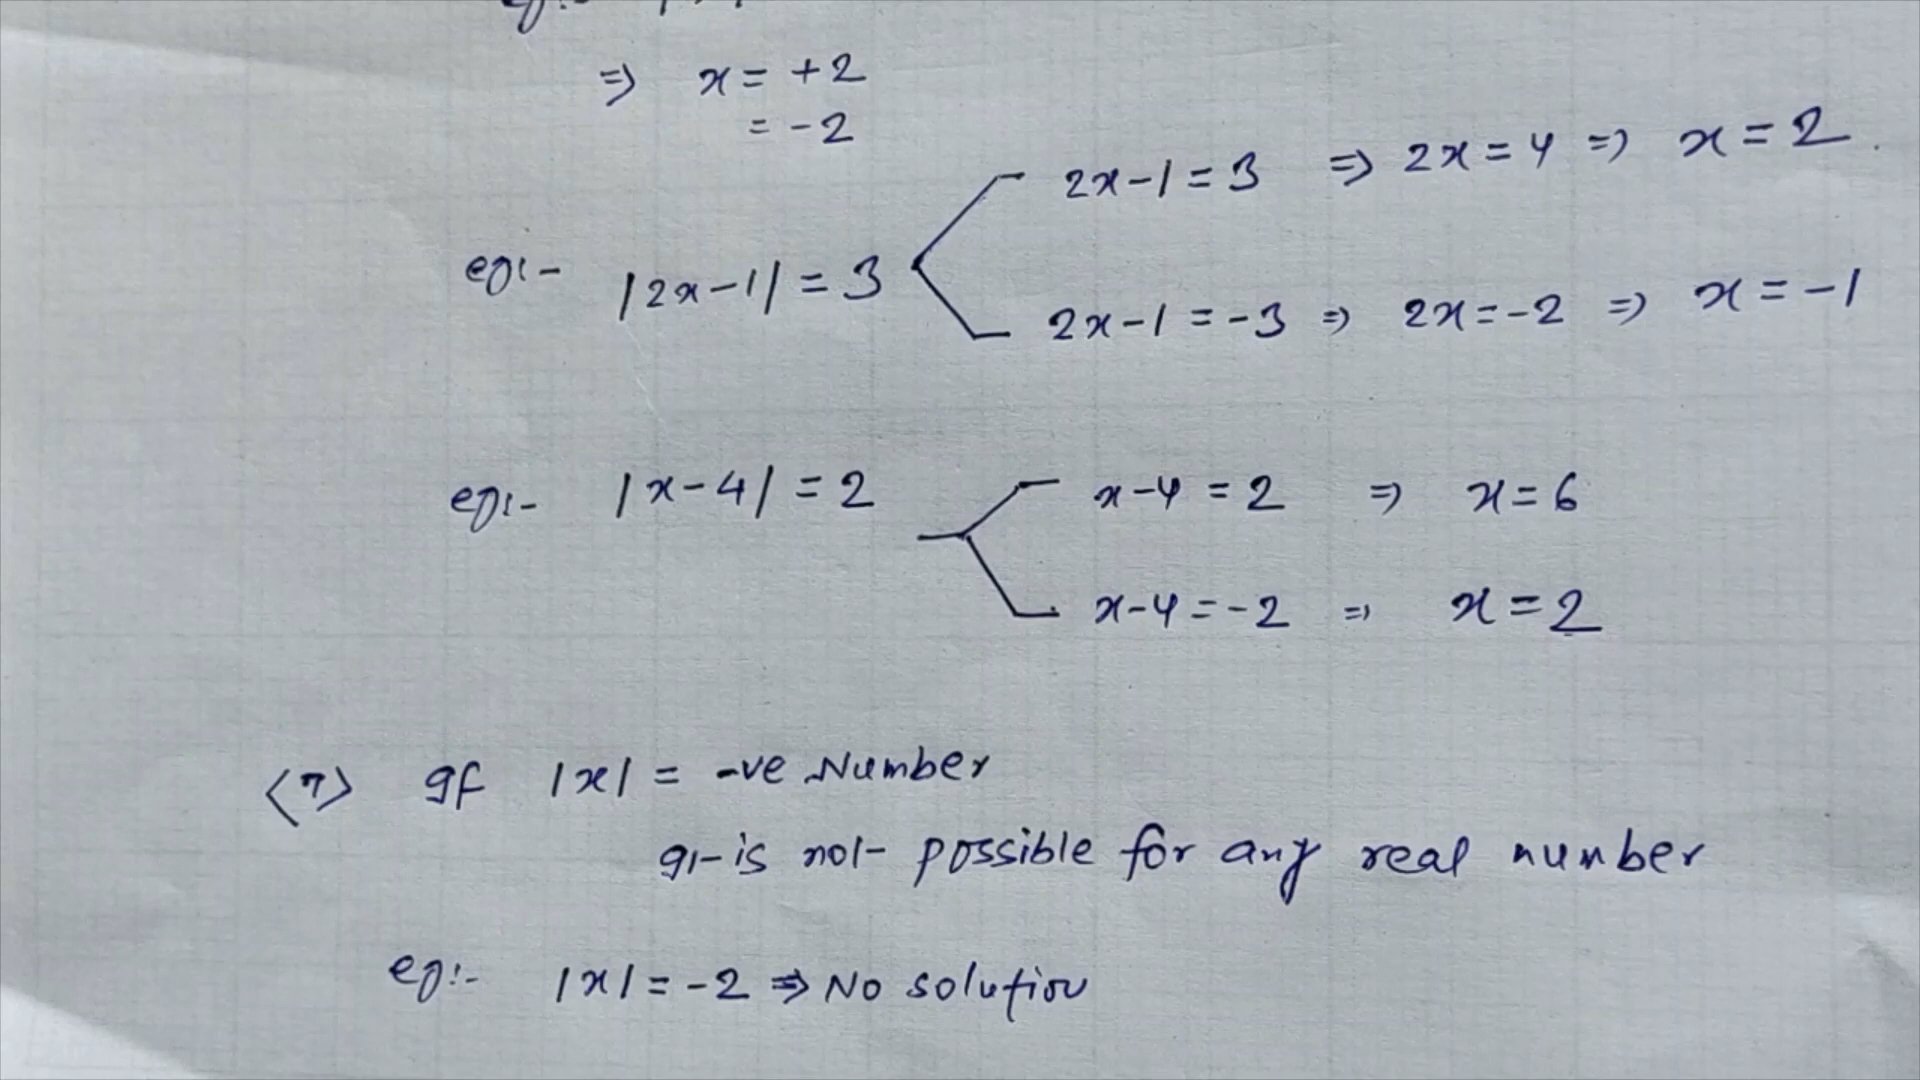 ⇒ x = +2
= -2
2x-1 = 3 ⇒ 2x = 4 ⇒ x = 2.
eg:- |2x-1| = 3
2x-1 = -3 ⇒ 2x = -2 ⇒ x = -1
eg:- |x-4| = 2
x-4 = 2 ⇒ x = 6
x-4 = -2 ⇒ x = 2
<7> If |x| = -ve Number
It is not possible for any real number
eg:- |x| = -2 ⇒ No solution